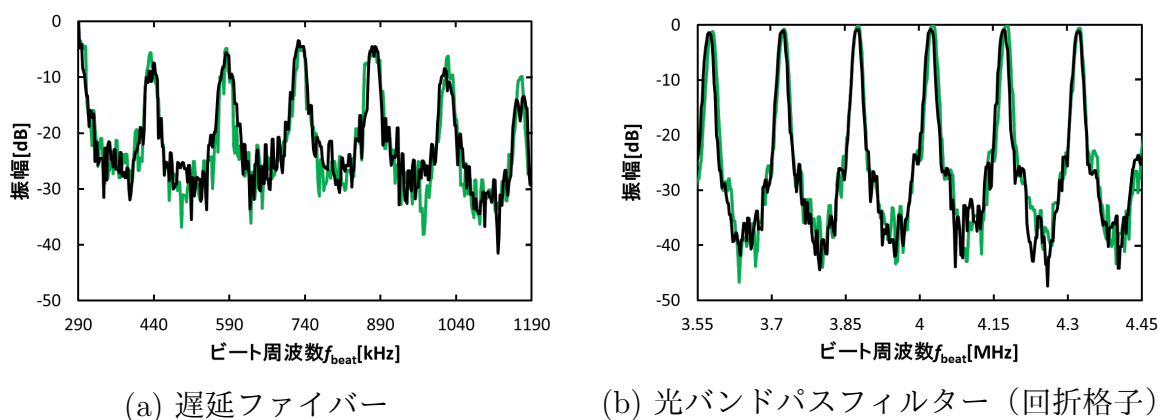 0
-10
-20
-30
-40
-50
振幅[dB]
290 440 590 740 890 1040 1190
ビート周波数fbeat[kHz]
(a) 遅延ファイバー
0
-10
-20
-30
-40
-50
振幅[dB]
3.55 3.7 3.85 4 4.15 4.3 4.45
ビート周波数fbeat[MHz]
(b) 光バンドパスフィルター（回折格子）